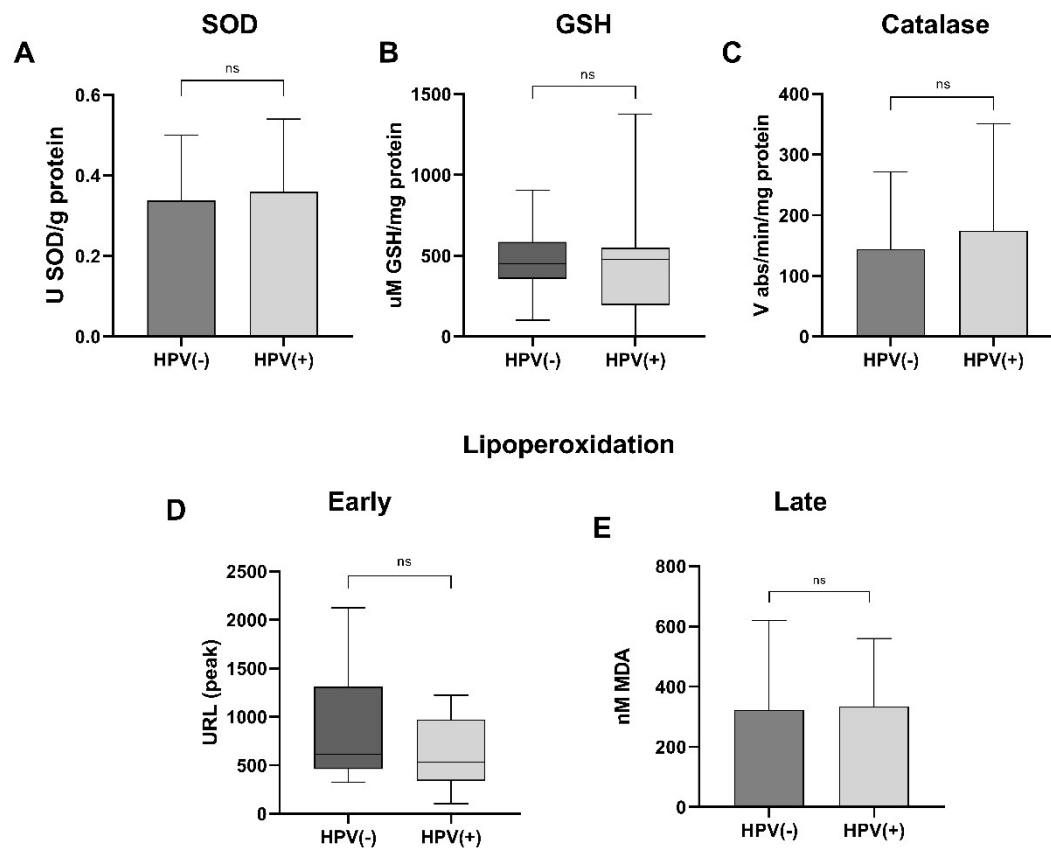 SOD
A
ns
U SOD/g protein
0.6
0.4
0.2
0.0
HPV(-) HPV(+)
GSH
B
ns
uM GSH/mg protein
1500
1000
500
0
HPV(-) HPV(+)
Catalase
C
ns
V abs/min/mg protein
400
300
200
100
0
HPV(-) HPV(+)
Lipoperoxidation
D
Early
ns
URL (peak)
2500
2000
1500
1000
500
0
HPV(-) HPV(+)
E
Late
ns
nM MDA
800
600
400
200
0
HPV(-) HPV(+)